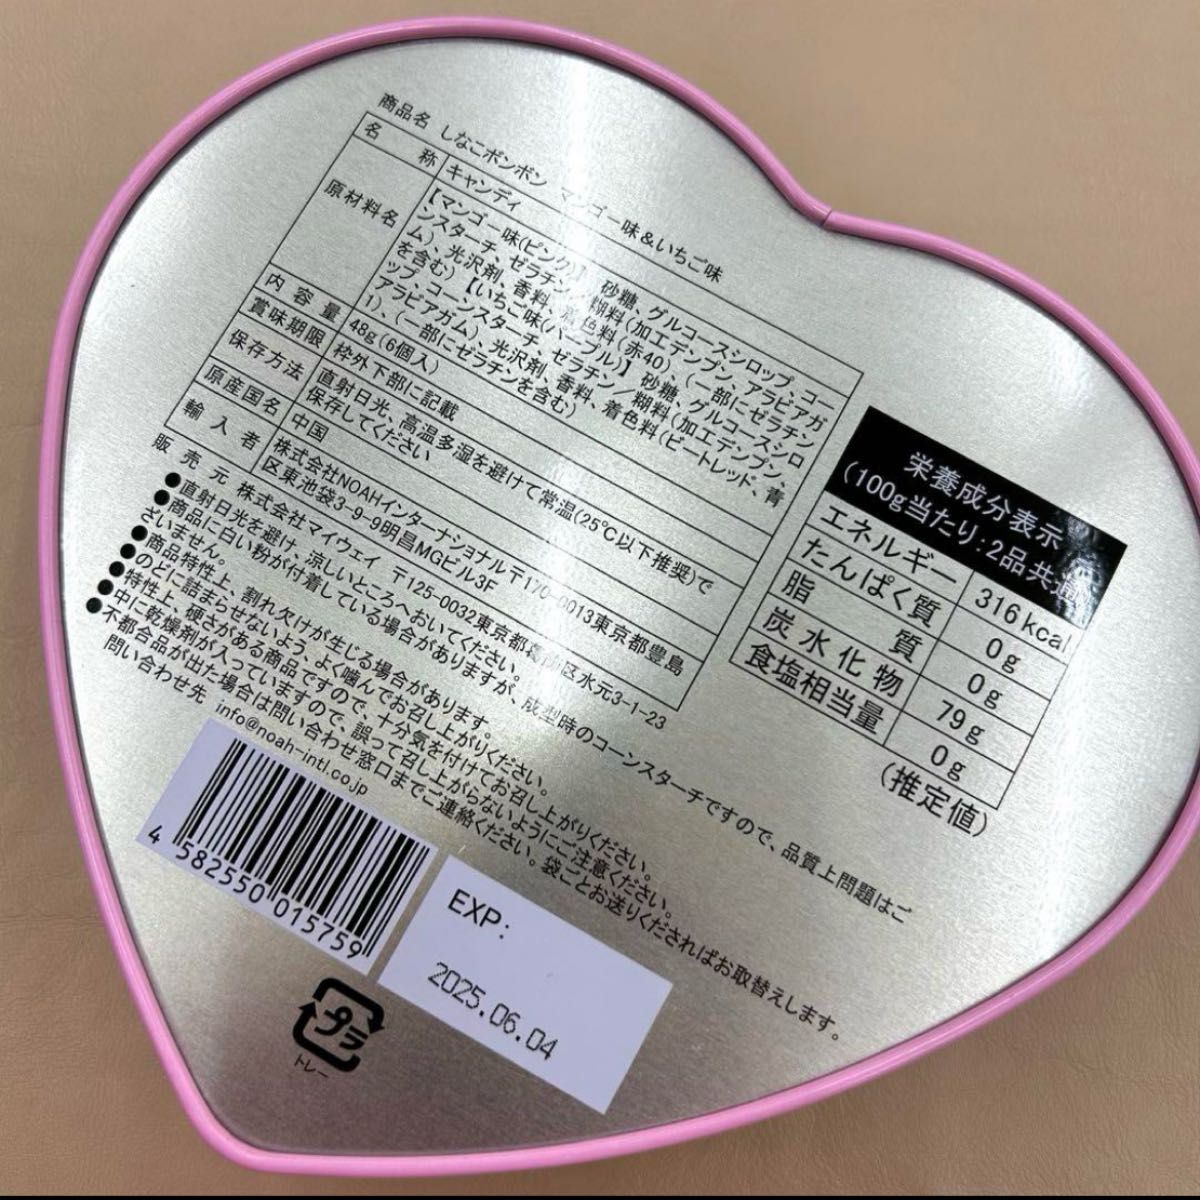 商品名 しなこボンボン マンゴー味&いちご味
名称 キャンディ
原材料名 【マンゴー味(ピンク)】砂糖、グルコースシロップ、コー
ンスターチ、ゼラチン/糊料(加工デンプン、アラビアガ
ム)、光沢剤、香料、着色料(赤40)、(一部にゼラチン
を含む)【いちご味(パープル)】砂糖、グルコースシロ
ップ、コーンスターチ、ゼラチン/糊料(加工デンプン、
アラビアガム)、光沢剤、香料、着色料(ビートレッド、青
1)、(一部にゼラチンを含む)
内容量 48g(6個入)
賞味期限 枠外下部に記載
保存方法 直射日光、高温多湿を避けて常温(25℃以下推奨)で
保存してください
原産国名 中国
輸入者 株式会社NOAHインターナショナル〒170-0013東京都豊島
区東池袋3-9-9明昌MGビル3F
販売元 株式会社マイウェイ 〒125-0032東京都葛飾区水元3-1-23
●直射日光を避け、涼しいところへおいてください。
●商品に白い粉が付着している場合がありますが、成型時のコーンスターチですので、品質上問題はご
ざいません。
●商品特性上、割れ欠けが生じる場合があります。
●のどに詰まらせないよう、よく噛んでお召し上がりください。
●特性上、硬さがある商品ですので、十分気を付けてお召し上がりください。
●中に乾燥剤が入っていますので、誤って召し上がらないようにご注意ください。
●不都合品が出た場合は問い合わせ窓口までご連絡ください。袋ごとお送りくださればお取替えします。
問い合わせ先 info@noah-intl.co.jp
栄養成分表示
(100g当たり:2品共通)
エネルギー 316kcal
たんぱく質 0g
脂質 0g
炭水化物 79g
食塩相当量 0g
(推定値)
4 582550 015759
EXP:
2025.06.04
プラ
トレー